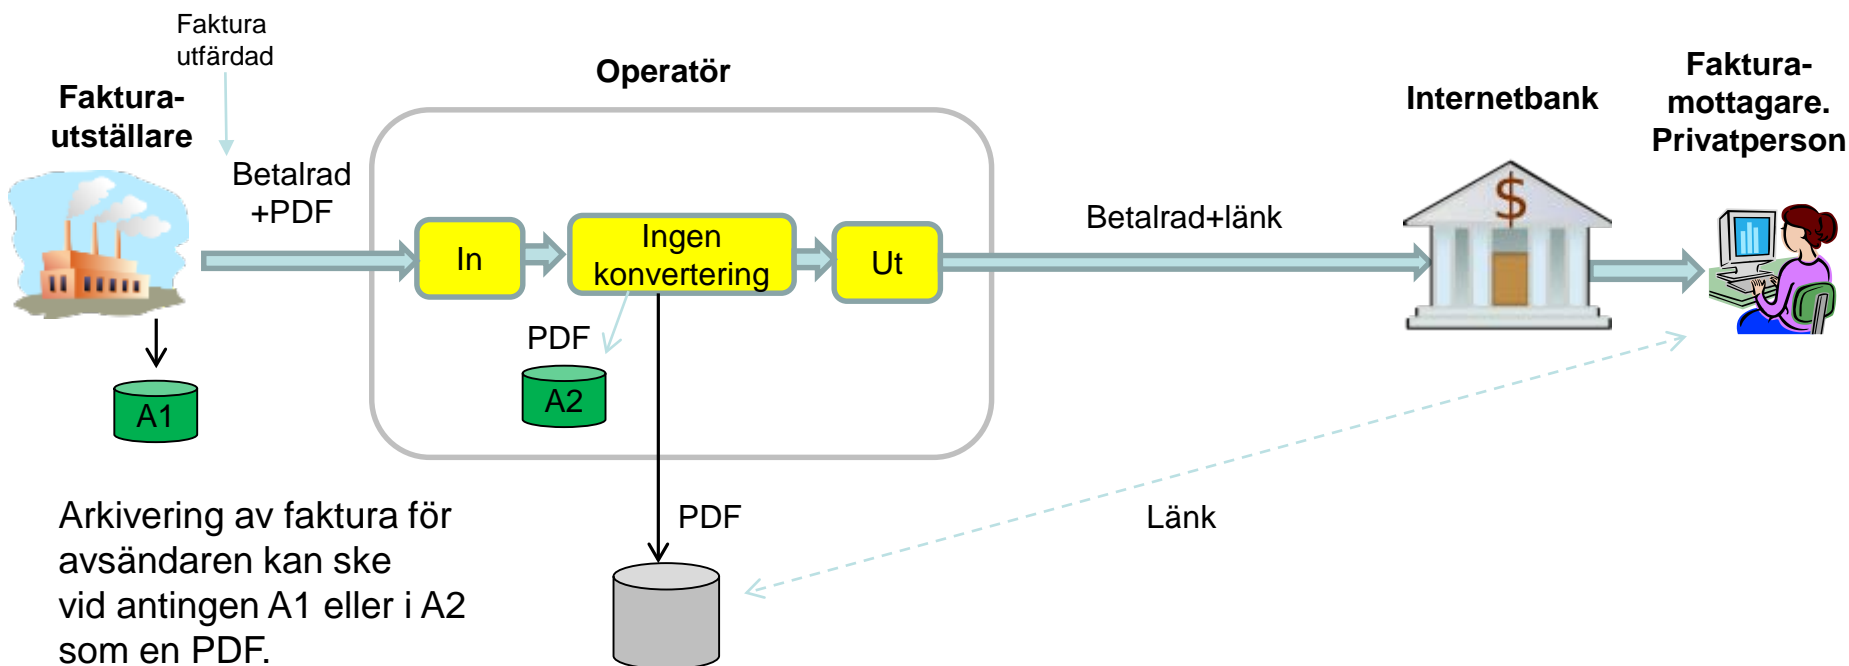 Faktura
utfärdad
Faktura-
utställare
Operatör
Internetbank
Faktura-
mottagare.
Privatperson
Betalrad
+PDF
In
Ingen
konvertering
Ut
Betalrad+länk
$
PDF
A2
A1
PDF
Länk
Arkivering av faktura för
avsändaren kan ske
vid antingen A1 eller i A2
som en PDF.